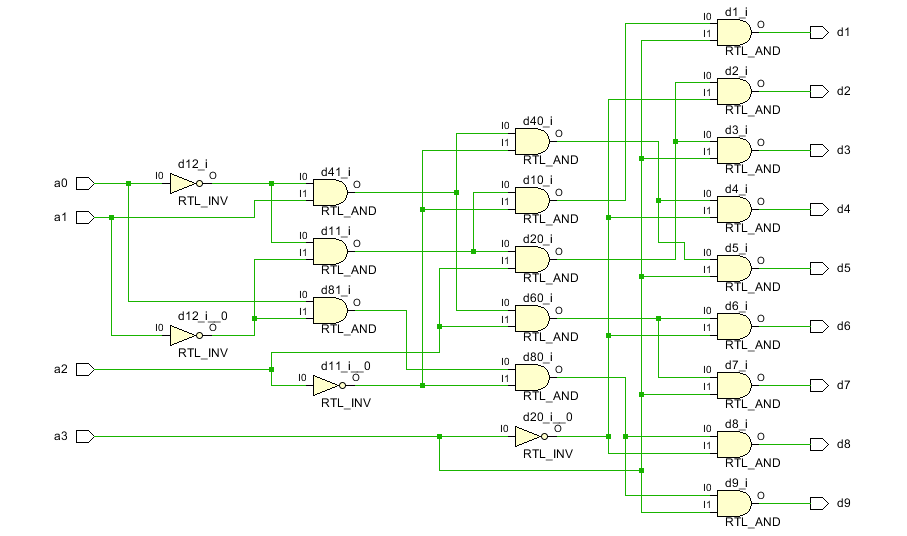 d1_i
I0
O
d1
I1
RTL_AND
d2_i
I0
O
d2
I1
RTL_AND
d40_i
I0
O
I1
RTL_AND
d3_i
I0
O
d3
I1
RTL_AND
d12_i
a0
I0
O
RTL_INV
d41_i
I0
O
I1
RTL_AND
d10_i
I0
O
I1
RTL_AND
d4_i
I0
O
d4
I1
RTL_AND
a1
d11_i
I0
O
I1
RTL_AND
d20_i
I0
O
I1
RTL_AND
d5_i
I0
O
d5
I1
RTL_AND
d81_i
I0
O
I1
RTL_AND
d60_i
I0
O
I1
RTL_AND
d6_i
I0
O
d6
I1
RTL_AND
d12_i__0
I0
O
RTL_INV
a2
d11_i__0
I0
O
RTL_INV
d80_i
I0
O
I1
RTL_AND
d7_i
I0
O
d7
I1
RTL_AND
a3
d20_i__0
I0
O
RTL_INV
d8_i
I0
O
d8
I1
RTL_AND
d9_i
I0
O
d9
I1
RTL_AND